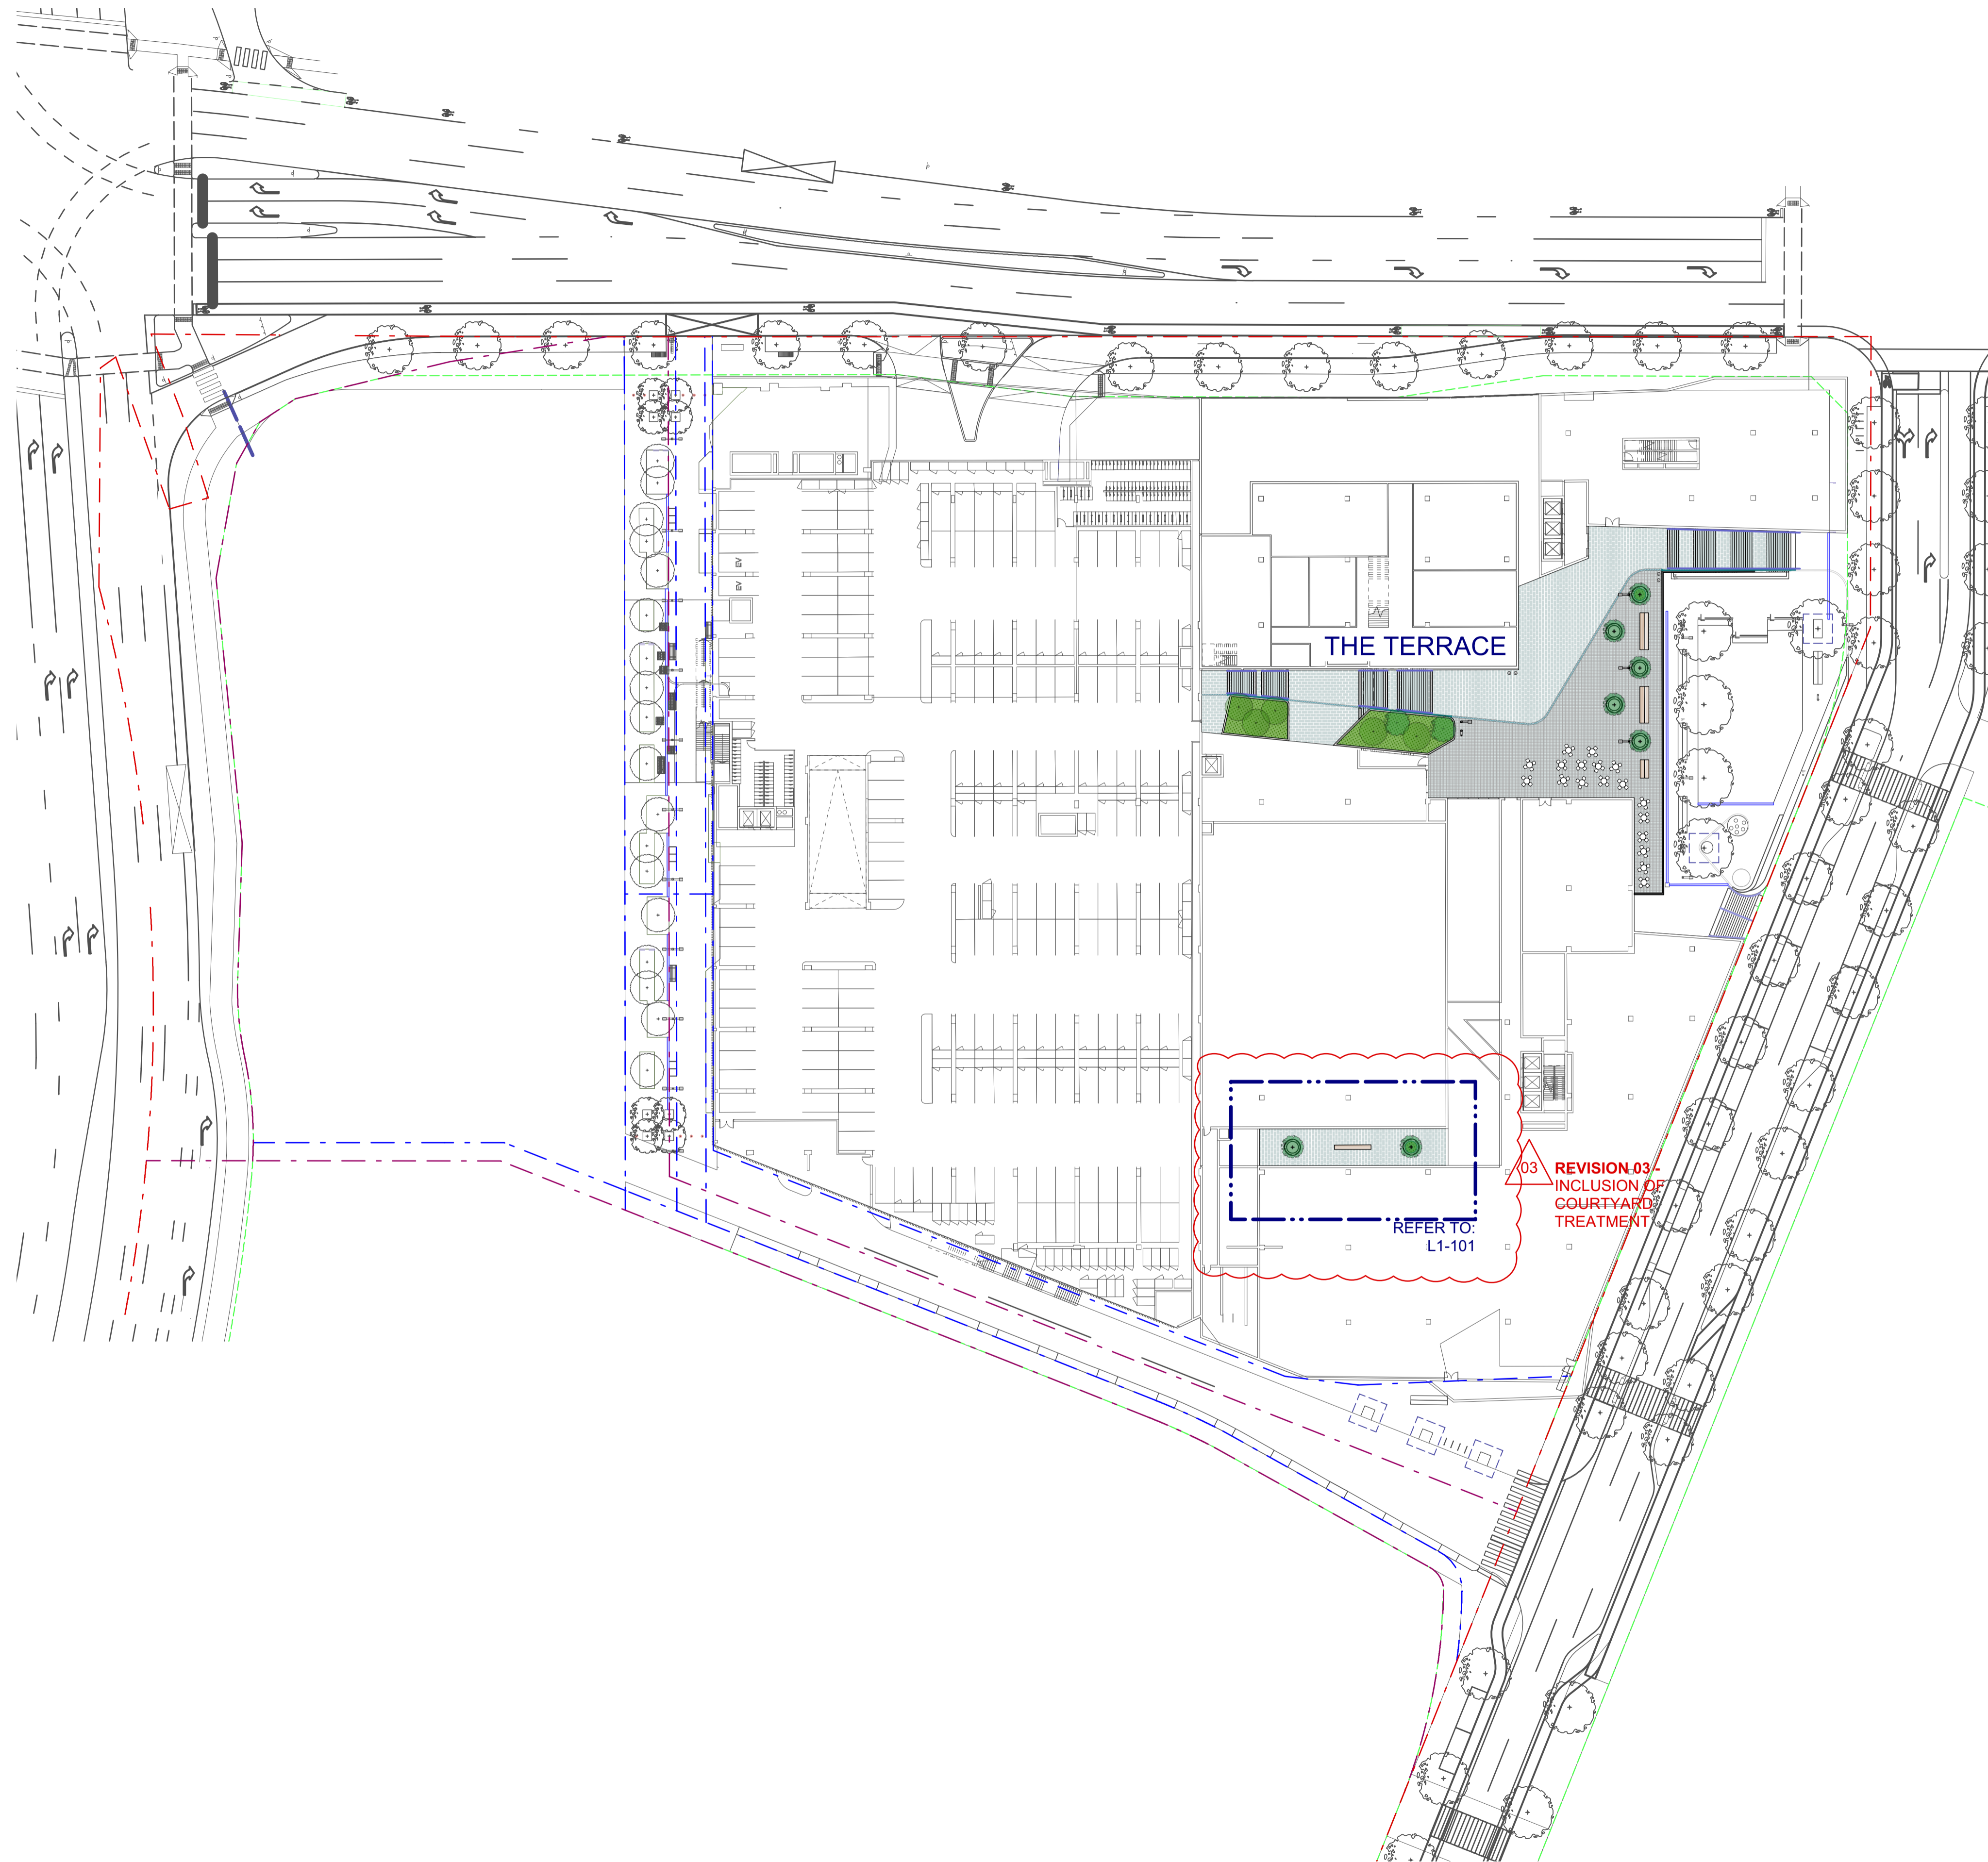 EV
EV
THE TERRACE
03
REVISION 03 -
INCLUSION OF
COURTYARD
TREATMENT
REFER TO:
L1-101